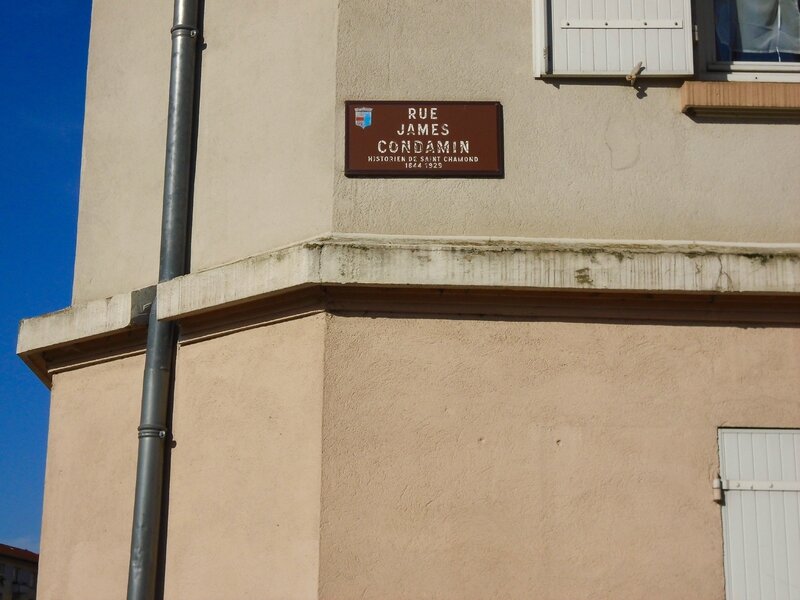 RUE
JAMES
CONDAMIN
HISTORIEN DE SAINT CHAMOND
1844 1929